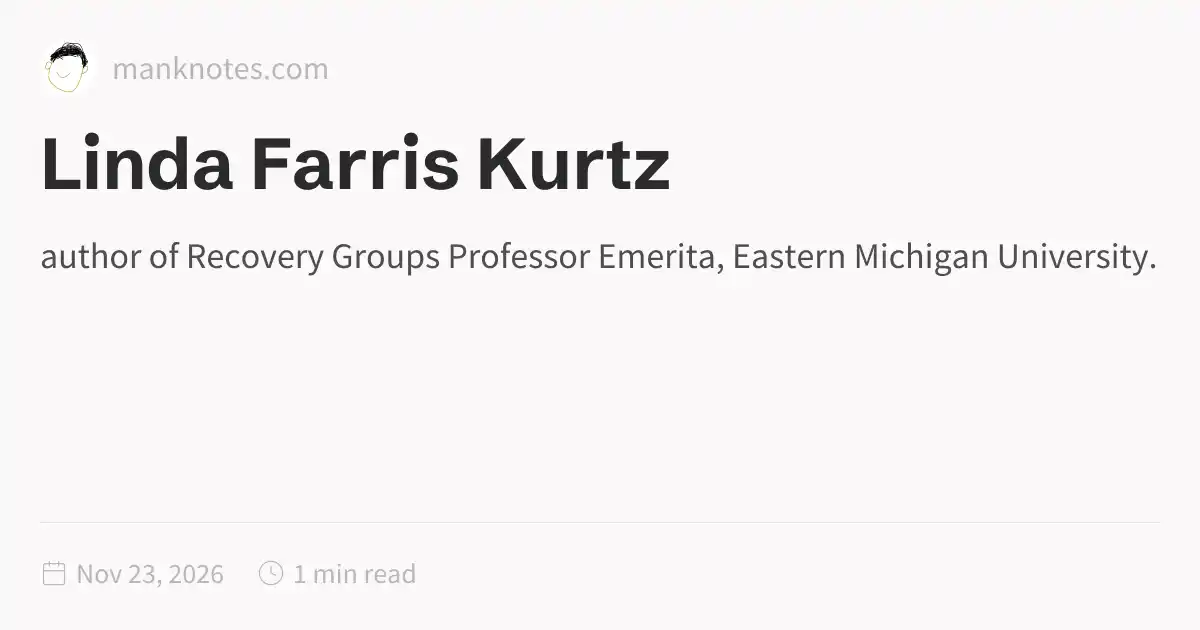 manknotes.com
Linda Farris Kurtz
author of Recovery Groups Professor Emerita, Eastern Michigan University.
Nov 23, 2026 1 min read